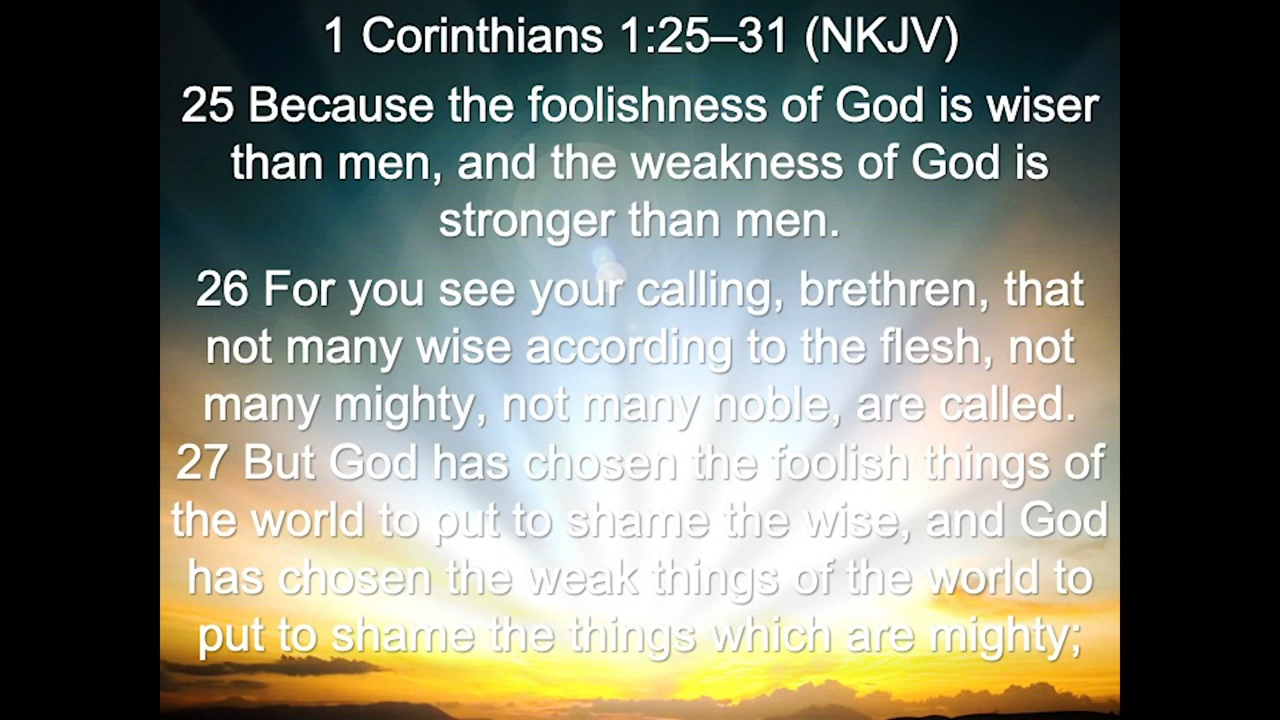 1 Corinthians 1:25–31 (NKJV)
25 Because the foolishness of God is wiser
than men, and the weakness of God is
stronger than men.
26 For you see your calling, brethren, that
not many wise according to the flesh, not
many mighty, not many noble, are called.
27 But God has chosen the foolish things of
the world to put to shame the wise, and God
has chosen the weak things of the world to
put to shame the things which are mighty;